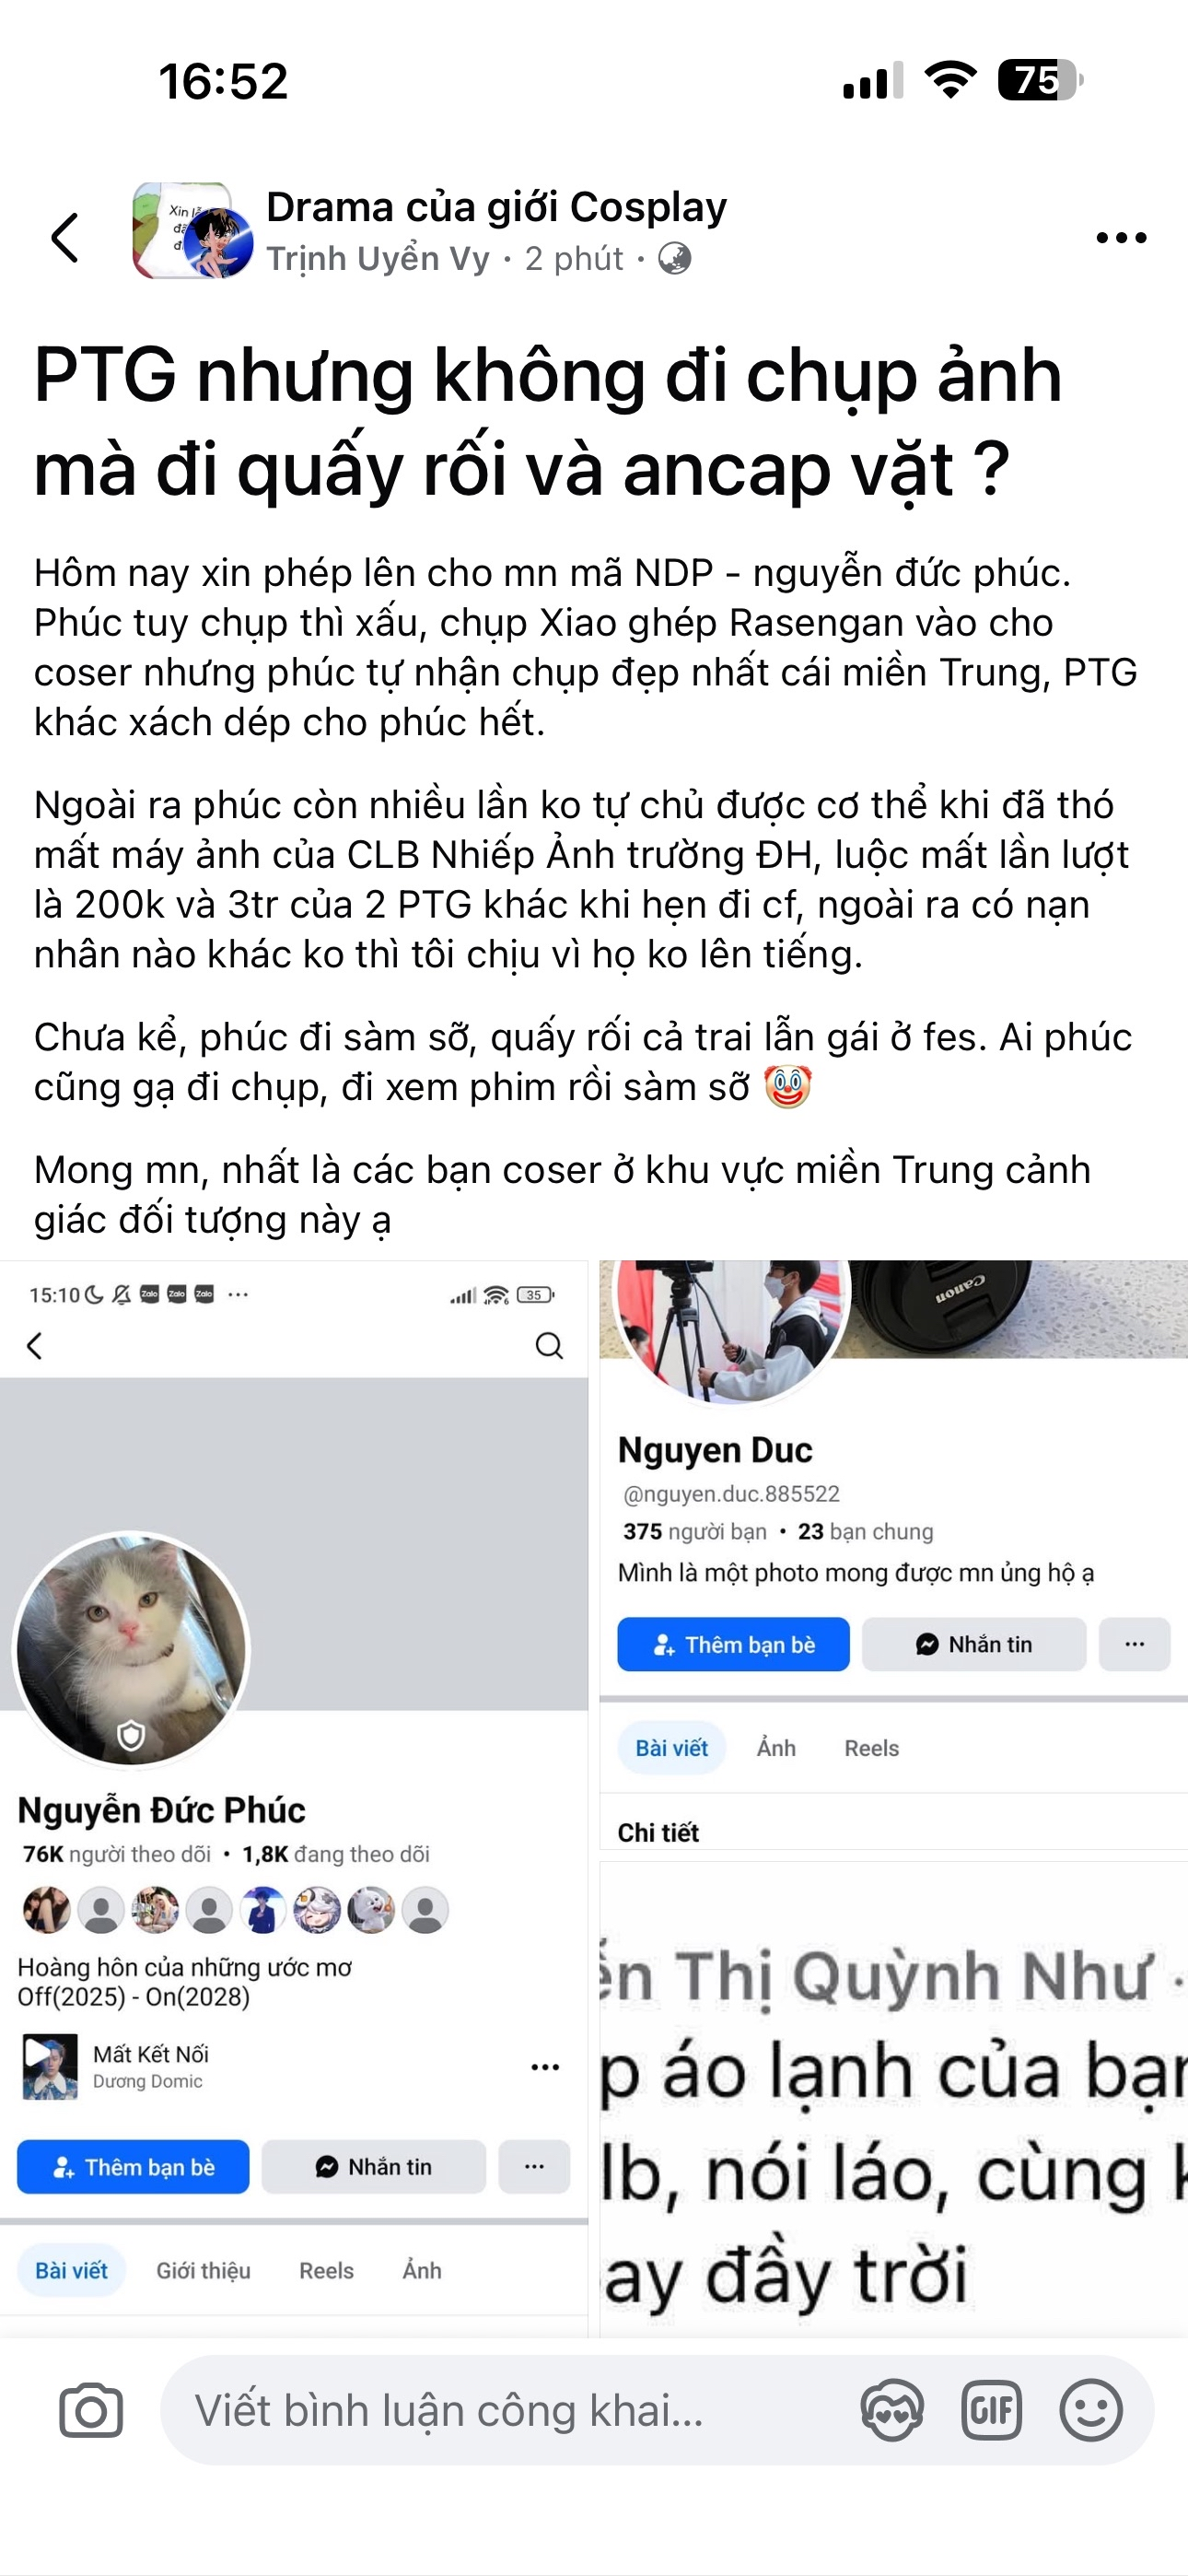 16:52
75
Xin lỗ
đã
đ
Drama của giới Cosplay
Trịnh Uyển Vy · 2 phút ·
PTG nhưng không đi chụp ảnh
mà đi quấy rối và ancap vặt ?
Hôm nay xin phép lên cho mn mã NDP - nguyễn đức phúc.
Phúc tuy chụp thì xấu, chụp Xiao ghép Rasengan vào cho
coser nhưng phúc tự nhận chụp đẹp nhất cái miền Trung, PTG
khác xách dép cho phúc hết.
Ngoài ra phúc còn nhiều lần ko tự chủ được cơ thể khi đã thó
mất máy ảnh của CLB Nhiếp Ảnh trường ĐH, luộc mất lần lượt
là 200k và 3tr của 2 PTG khác khi hẹn đi cf, ngoài ra có nạn
nhân nào khác ko thì tôi chịu vì họ ko lên tiếng.
Chưa kể, phúc đi sàm sỡ, quấy rối cả trai lẫn gái ở fes. Ai phúc
cũng gạ đi chụp, đi xem phim rồi sàm sỡ 🤡
Mong mn, nhất là các bạn coser ở khu vực miền Trung cảnh
giác đối tượng này ạ
15:10 Zalo Zalo Zalo ...
35
Nguyễn Đức Phúc
76K người theo dõi • 1,8K đang theo dõi
Hoàng hôn của những ước mơ
Off(2025) - On(2028)
Mất Kết Nối
Dương Domic
Thêm bạn bè
Nhắn tin
Bài viết Giới thiệu Reels Ảnh
Canon
Nguyen Duc
@nguyen.duc.885522
375 người bạn • 23 bạn chung
Mình là một photo mong được mn ủng hộ ạ
Thêm bạn bè
Nhắn tin
Bài viết Ảnh Reels
Chi tiết
ễn Thị Quỳnh Như ·
p áo lạnh của bạn
lb, nói láo, cùng k
ay đầy trời
Viết bình luận công khai...
GIF